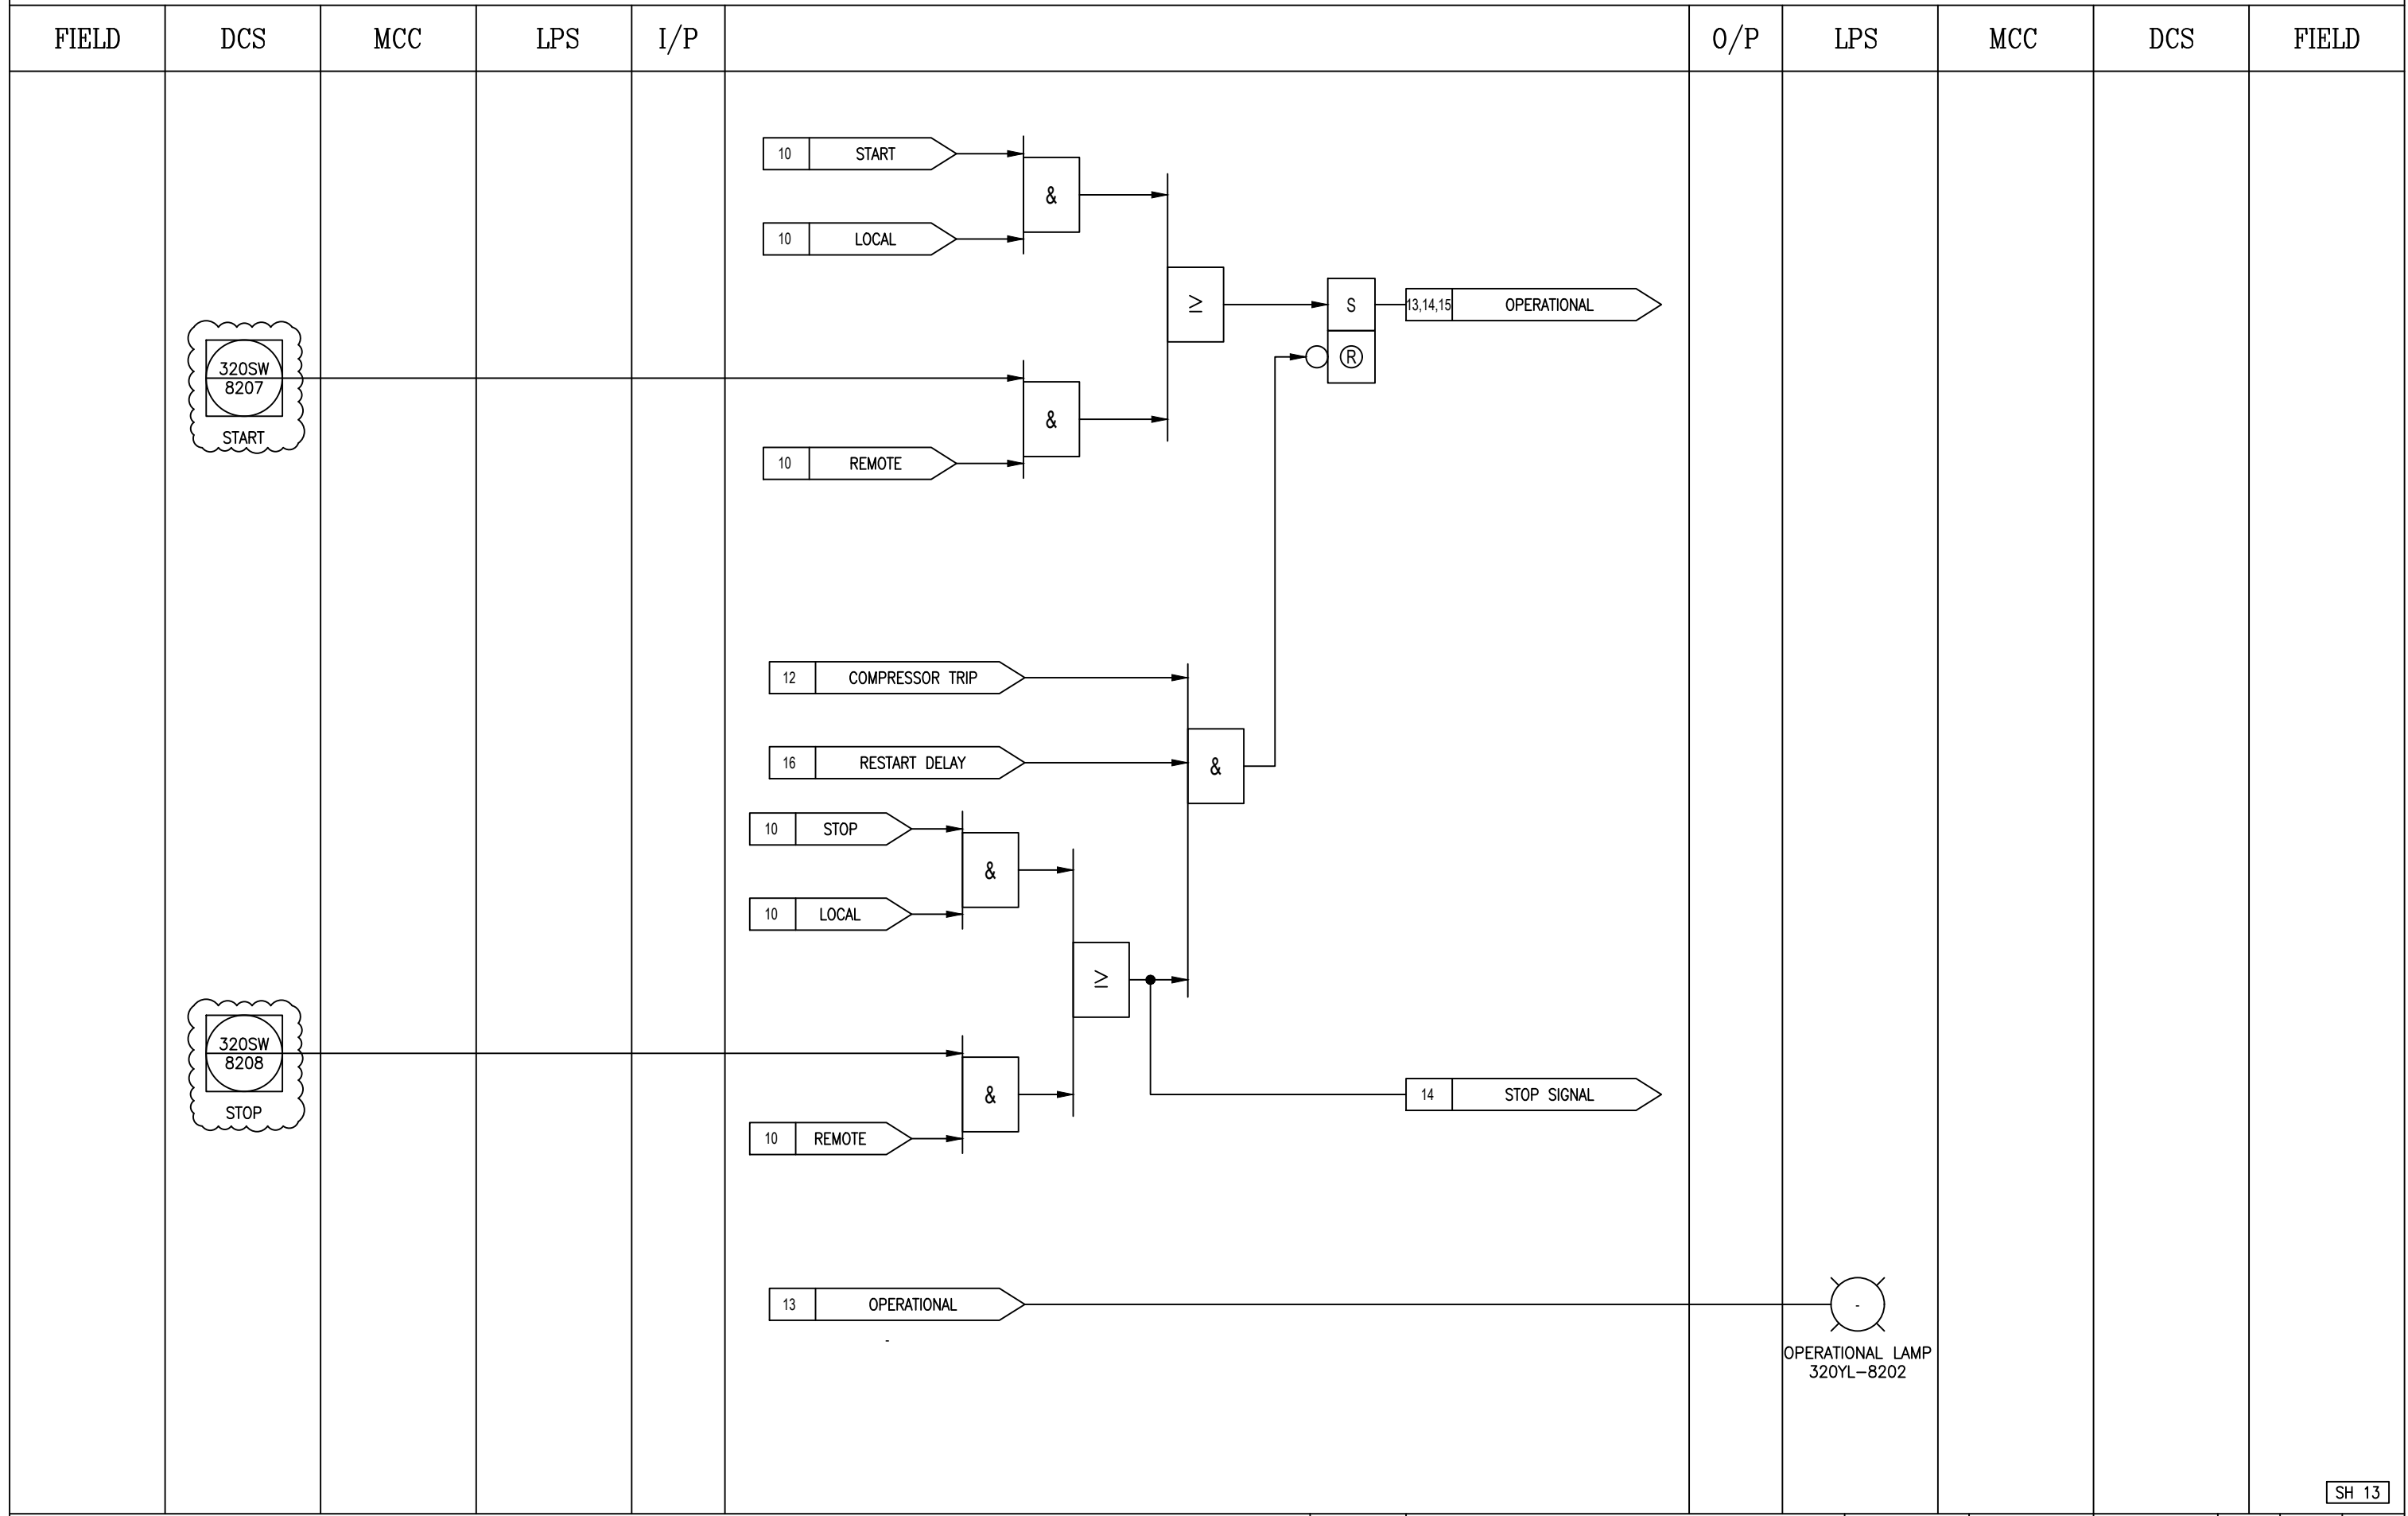 FIELD DCS MCC LPS I/P O/P LPS MCC DCS FIELD
10 START
&
10 LOCAL
≥
S
13,14,15 OPERATIONAL
R
320SW
8207
START
&
10 REMOTE
12 COMPRESSOR TRIP
16 RESTART DELAY
&
10 STOP
&
10 LOCAL
≥
320SW
8208
STOP
&
14 STOP SIGNAL
10 REMOTE
13 OPERATIONAL
-
-
OPERATIONAL LAMP
320YL-8202
SH 13